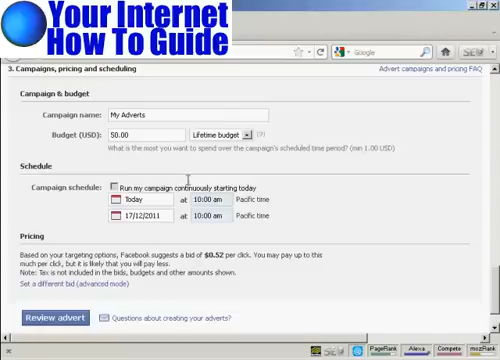 Your Internet
How To Guide
Google
3. Campaigns, pricing and scheduling
Advert campaigns and pricing FAQ
Campaign & budget
Campaign name: My Adverts
Budget (USD): 50.00 Lifetime budget [?]
What is the most you want to spend over the campaign's scheduled time period? (min 1.00 USD)
Schedule
Campaign schedule: Run my campaign continuously starting today
Today at 10:00 am Pacific time
17/12/2011 at 10:00 am Pacific time
Pricing
Based on your targeting options, Facebook suggests a bid of $0.52 per click. You may pay up to this
much per click, but it is likely that you will pay less.
Note: Tax is not included in the bids, budgets and other amounts shown.
Set a different bid (advanced mode)
Review advert Questions about creating your adverts?
PageRank Alexa Compete mozRank